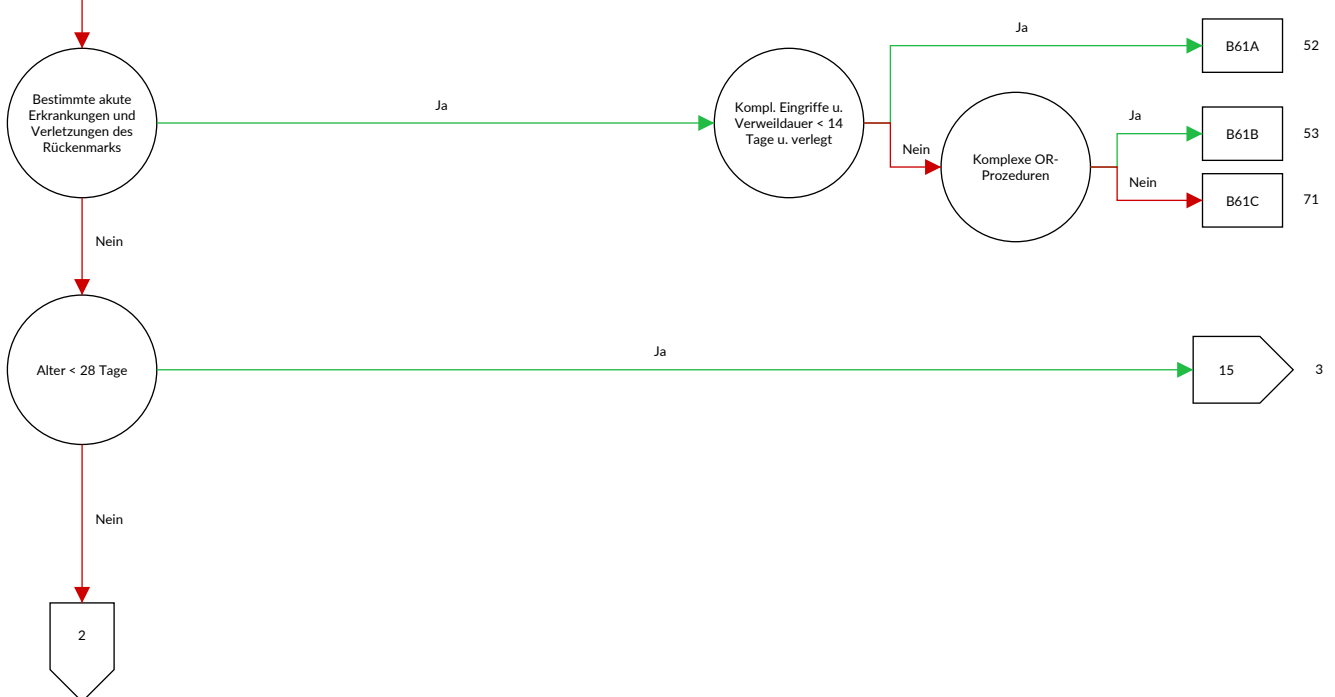 Ja
B61A
52
Bestimmte akute
Erkrankungen und
Verletzungen des
Rückenmarks
Ja
Kompl. Eingriffe u.
Verweildauer < 14
Tage u. verlegt
Nein
Komplexe OR-
Prozeduren
Ja
B61B
53
Nein
B61C
71
Nein
Alter < 28 Tage
Ja
15
3
Nein
2